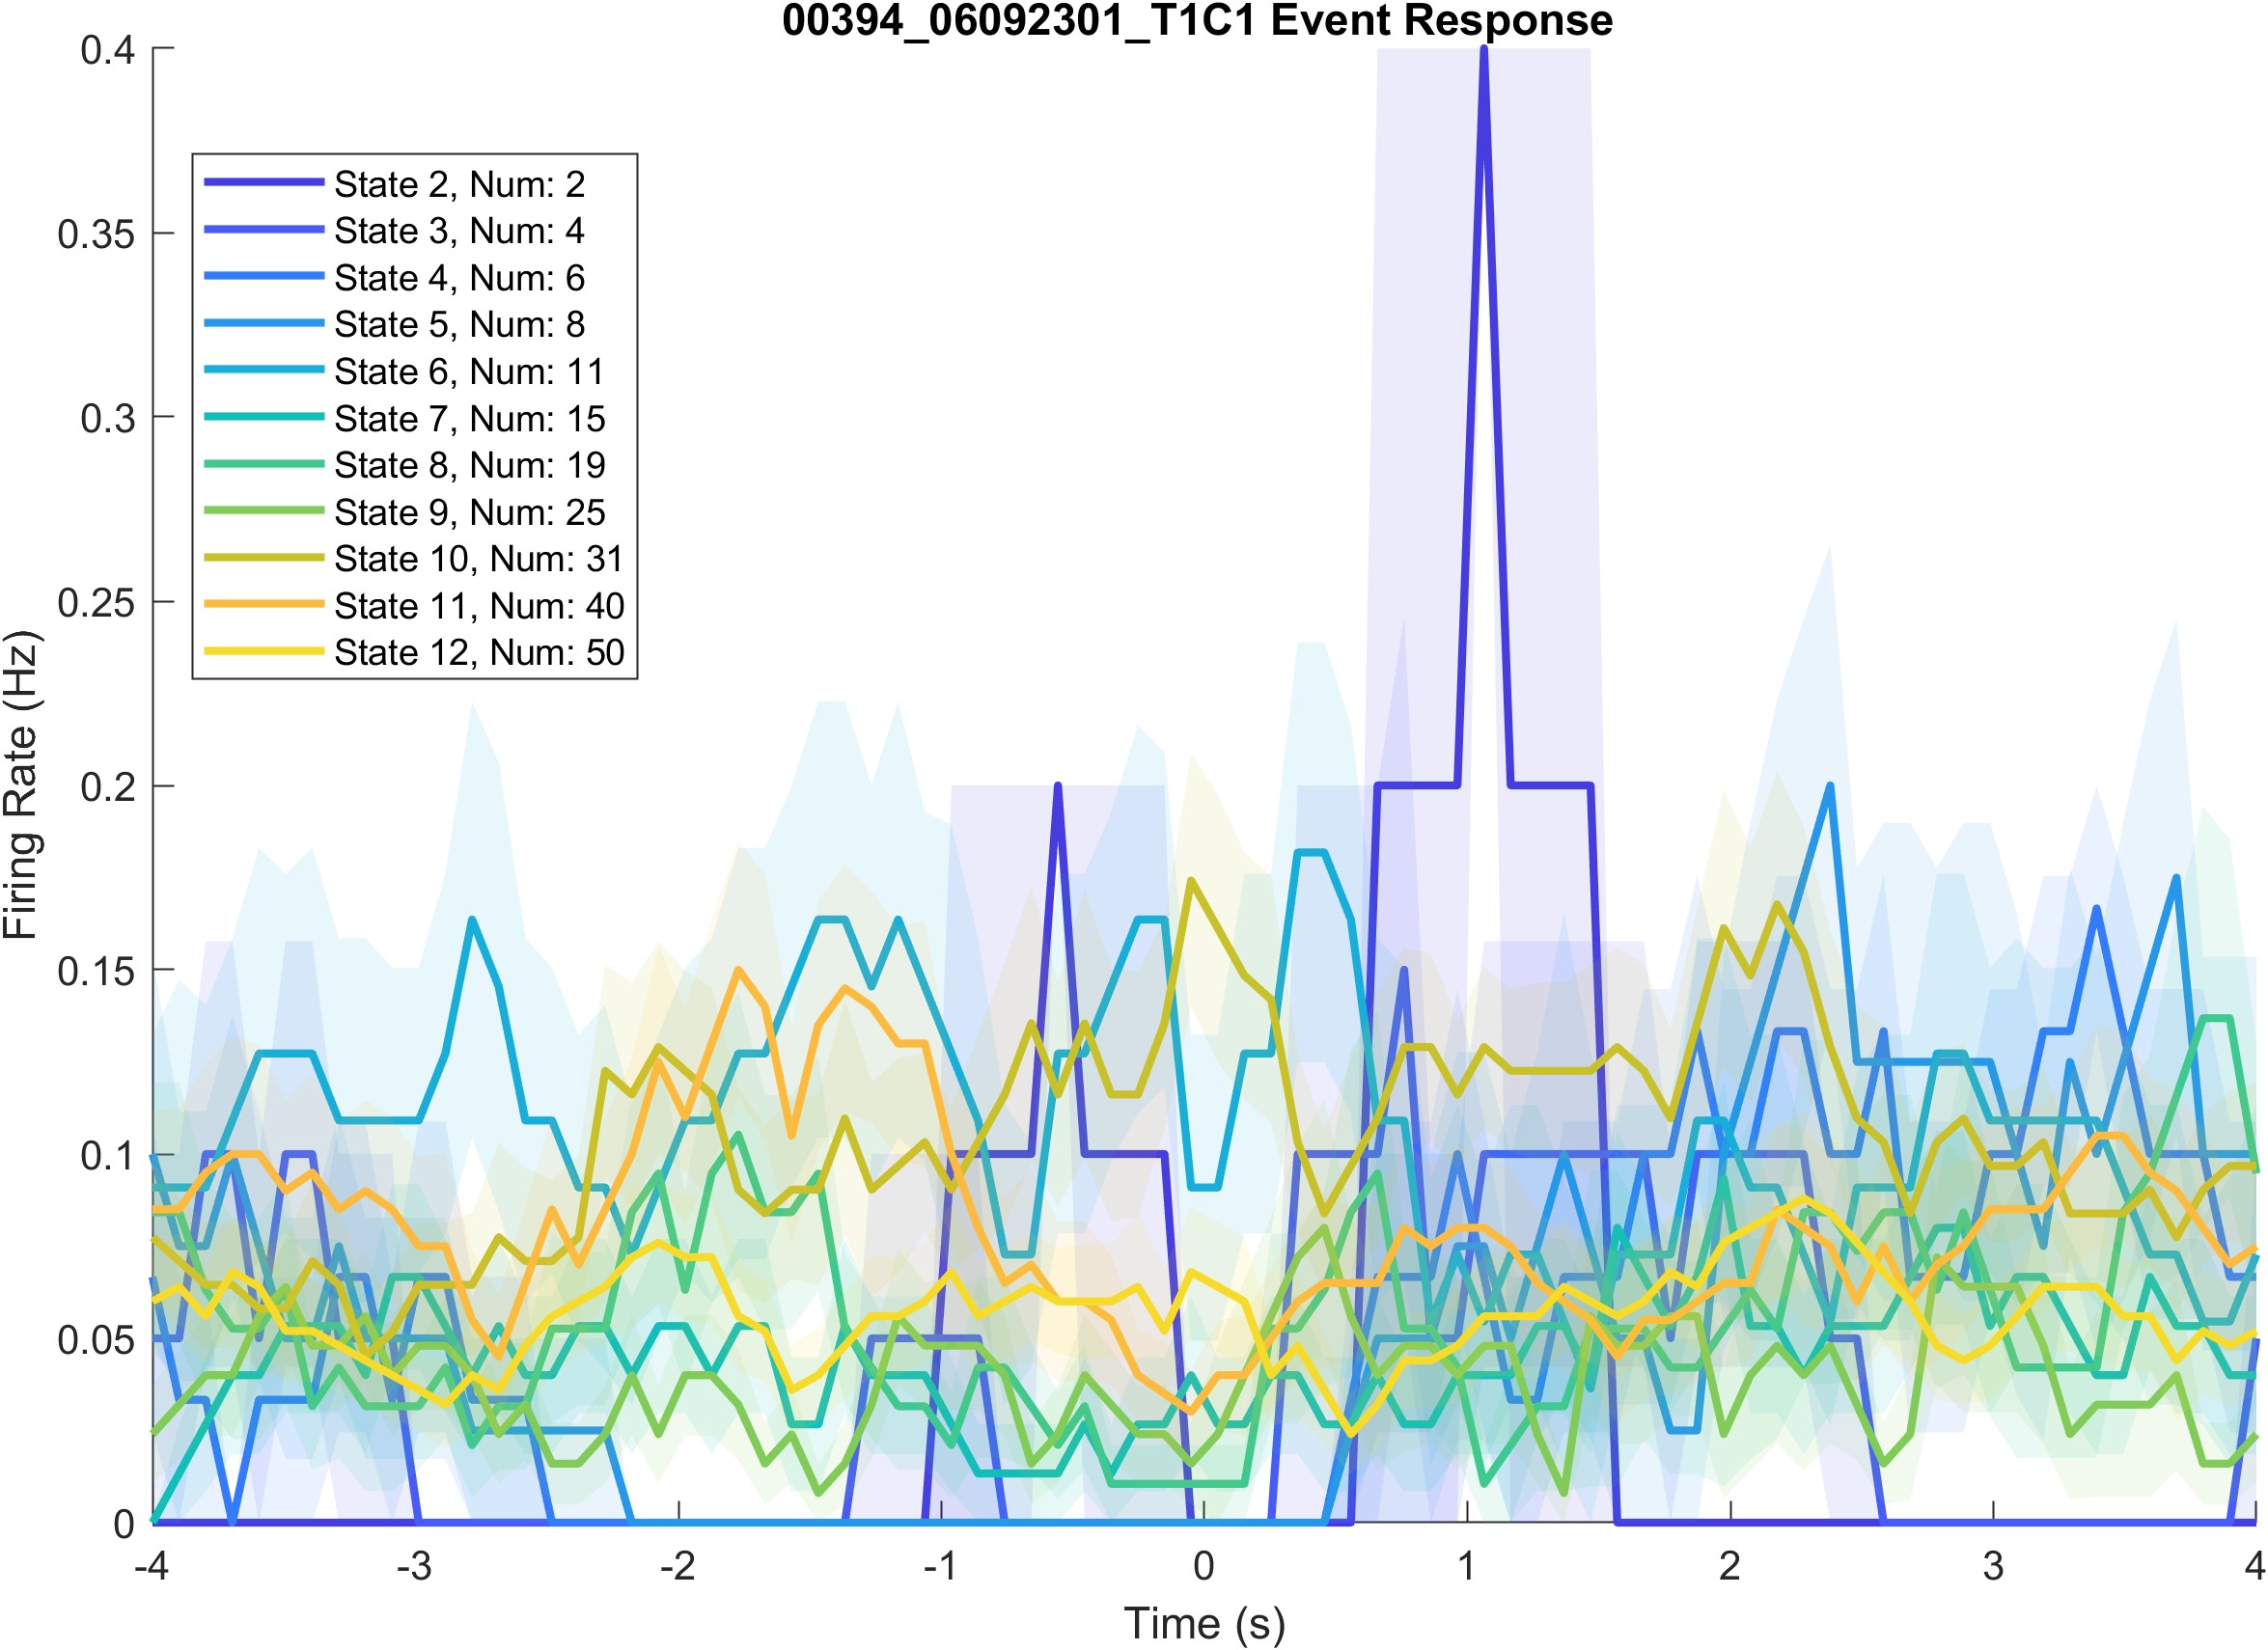 00394_06092301_T1C1 Event Response
0.4
0.35
0.3
0.25
0.2
0.15
0.1
0.05
0
Firing Rate (Hz)
State 2, Num: 2
State 3, Num: 4
State 4, Num: 6
State 5, Num: 8
State 6, Num: 11
State 7, Num: 15
State 8, Num: 19
State 9, Num: 25
State 10, Num: 31
State 11, Num: 40
State 12, Num: 50
-4 -3 -2 -1 0 1 2 3 4
Time (s)